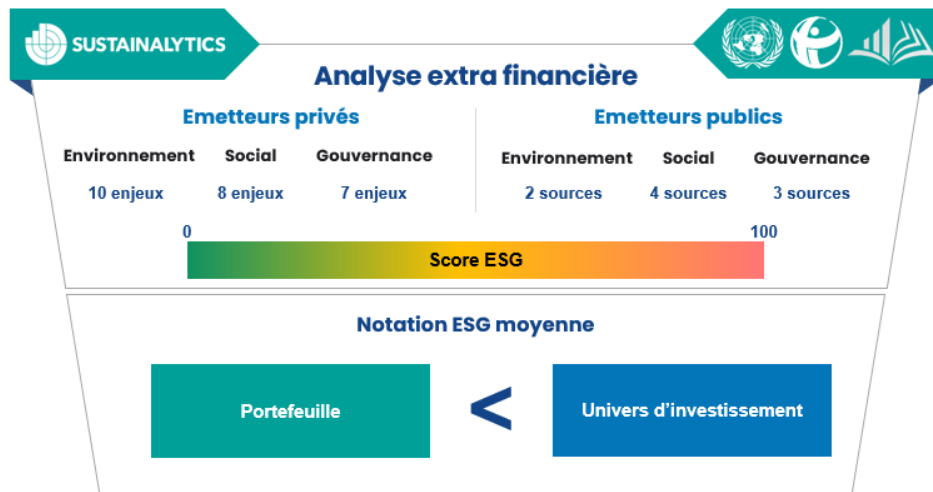 SUSTAINALYTICS
Analyse extra financière
Emetteurs privés
Emetteurs publics
Environnement Social Gouvernance
Environnement Social Gouvernance
10 enjeux 8 enjeux 7 enjeux
2 sources 4 sources 3 sources
0 100
Score ESG
Notation ESG moyenne
Portefeuille < Univers d'investissement